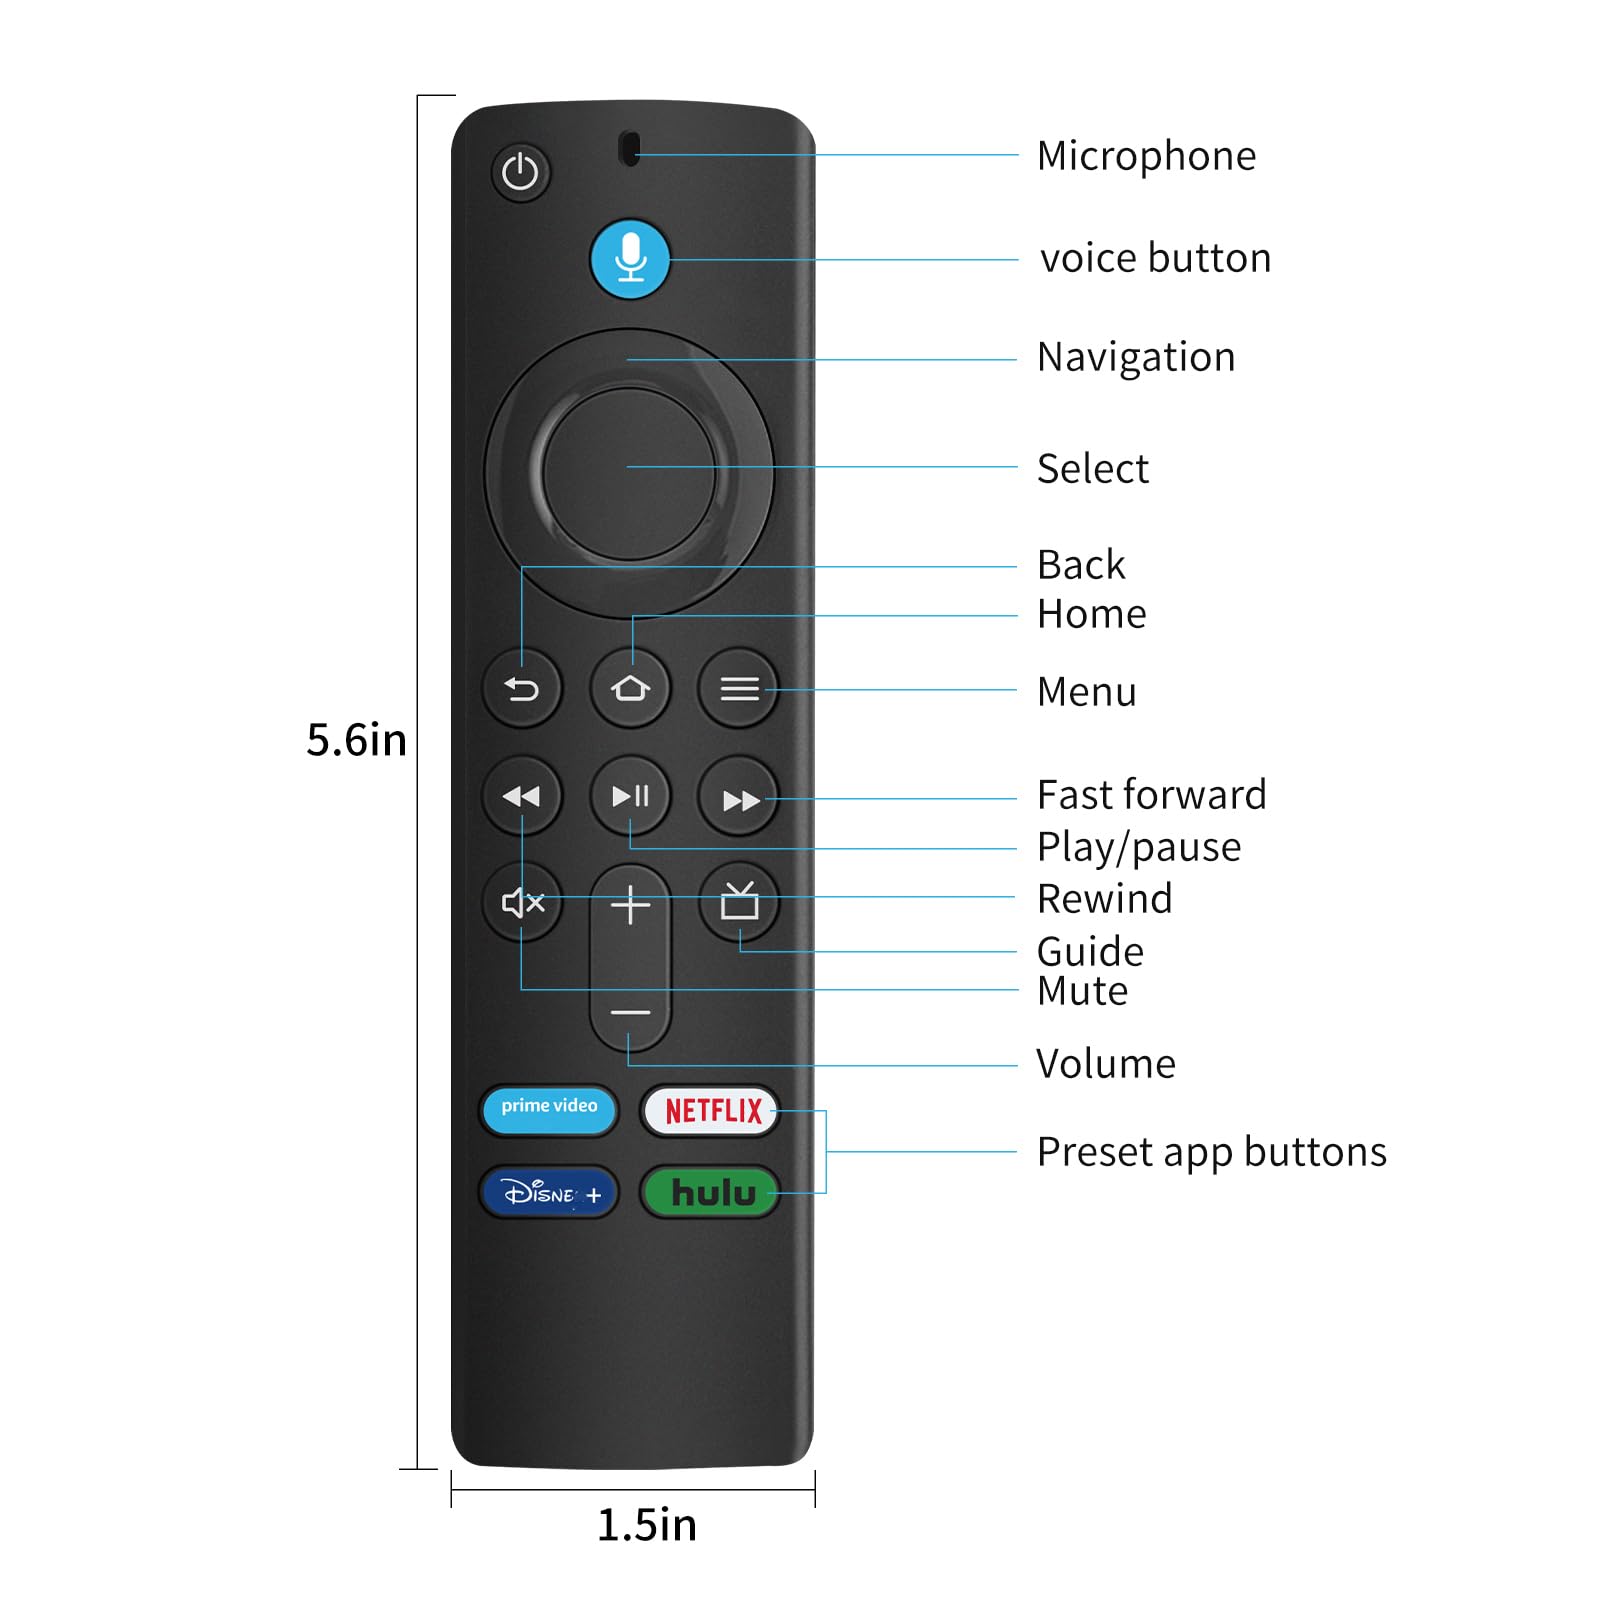 Microphone
voice button
Navigation
Select
Back
Home
Menu
5.6in
Fast forward
Play/pause
Rewind
Guide
Mute
Volume
prime video
NETFLIX
Preset app buttons
DISNE +
hulu
1.5in